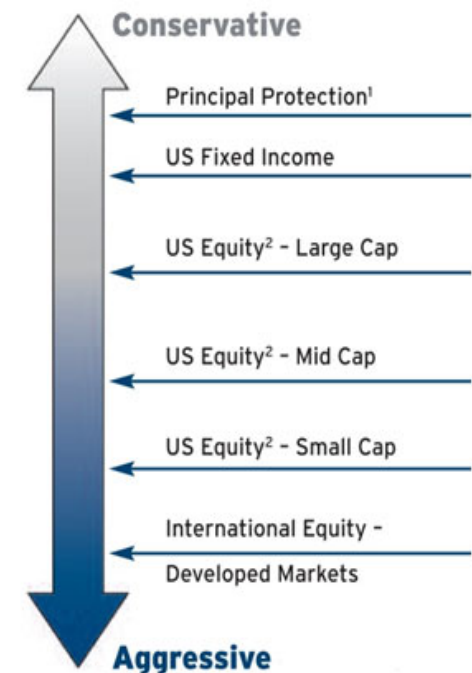 Conservative
Principal Protection¹
US Fixed Income
US Equity² – Large Cap
US Equity² – Mid Cap
US Equity² – Small Cap
International Equity –
Developed Markets
Aggressive